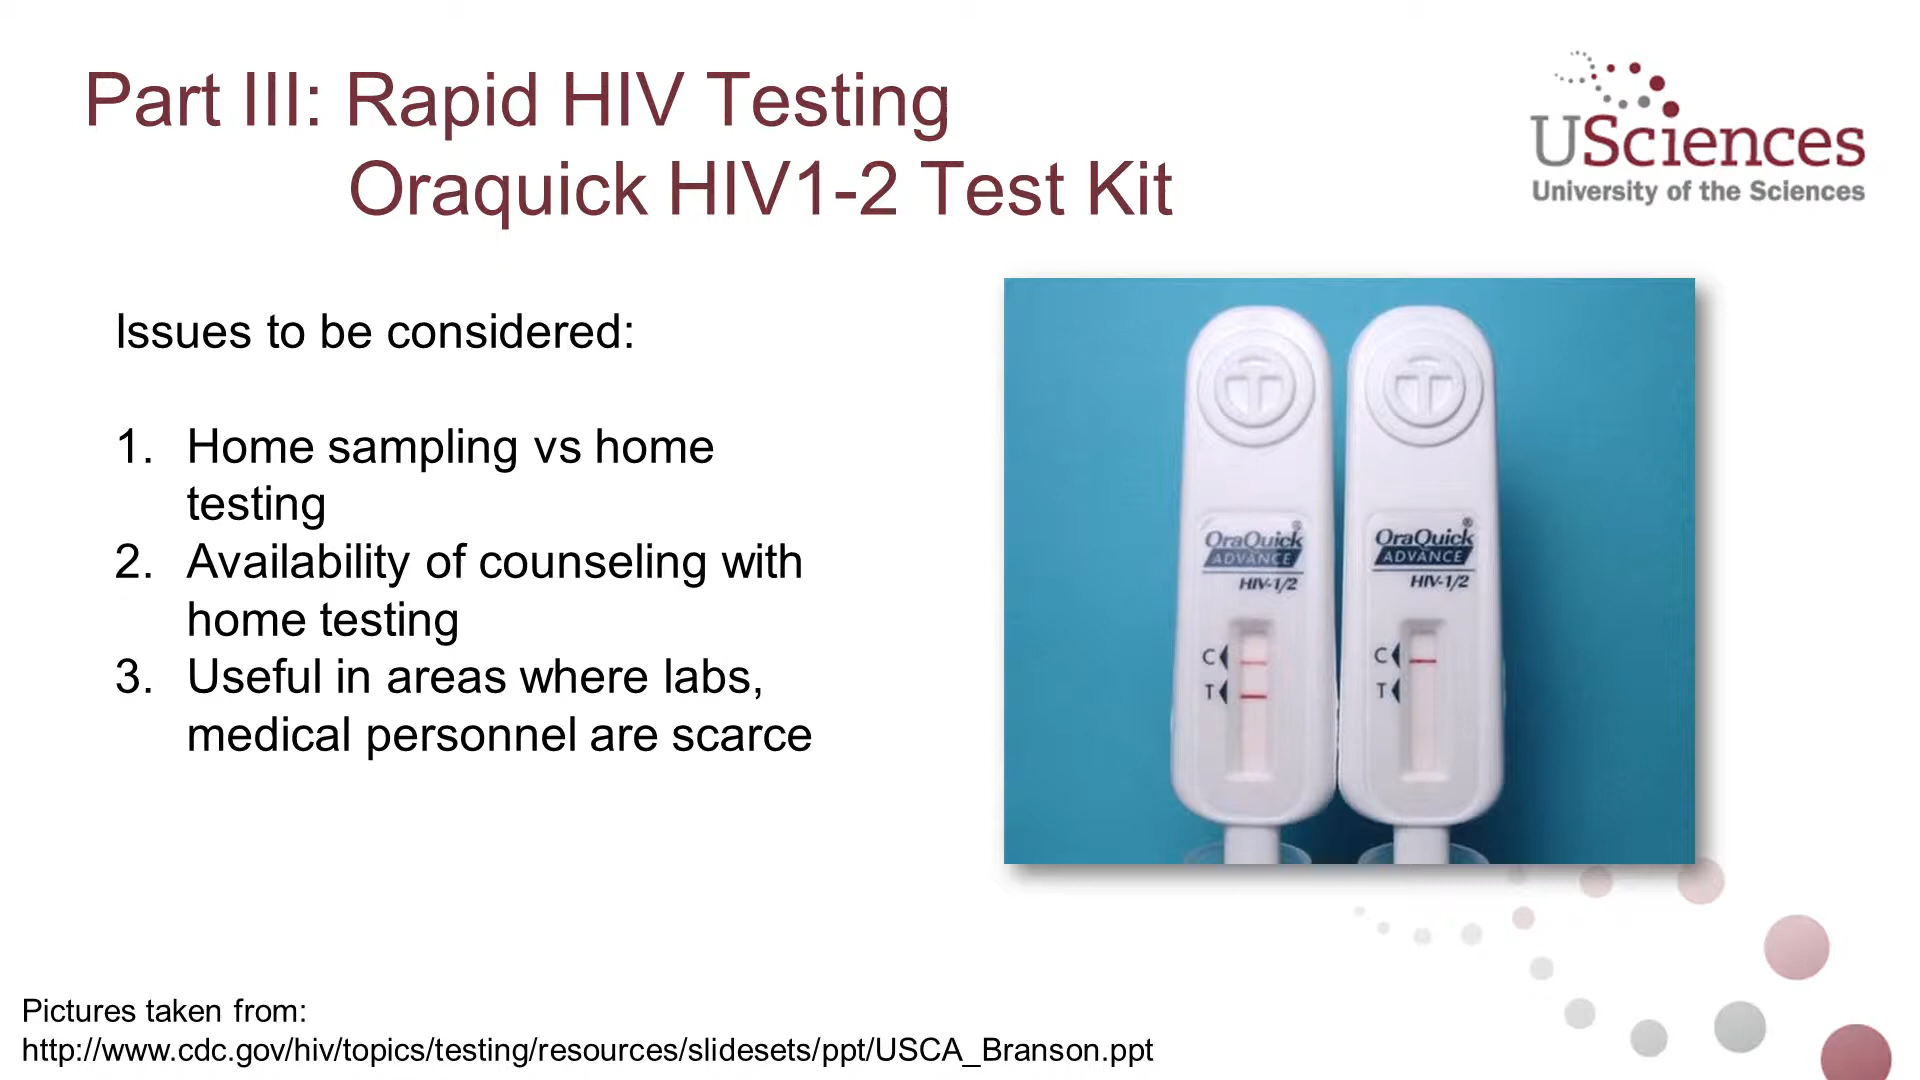 Part III: Rapid HIV Testing
Oraquick HIV1-2 Test Kit
USciences
University of the Sciences
Issues to be considered:
1. Home sampling vs home
testing
2. Availability of counseling with
home testing
3. Useful in areas where labs,
medical personnel are scarce
OraQuick®
ADVANCE
HIV-1/2
C
T
OraQuick®
ADVANCE
HIV-1/2
C
T
Pictures taken from:
http://www.cdc.gov/hiv/topics/testing/resources/slidesets/ppt/USCA_Branson.ppt